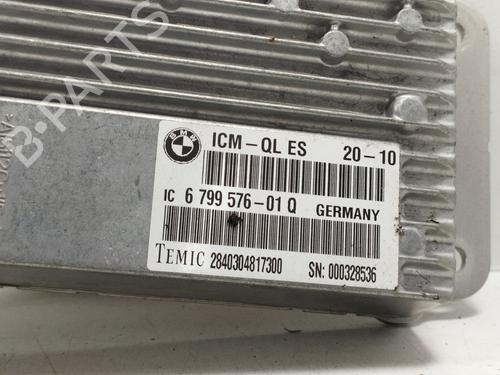 B-PARTS
BMW
ICM-QL ES 20-10
IC 6 799 576-01 Q GERMANY
TEMIC 2840304817300 SN: 000328536